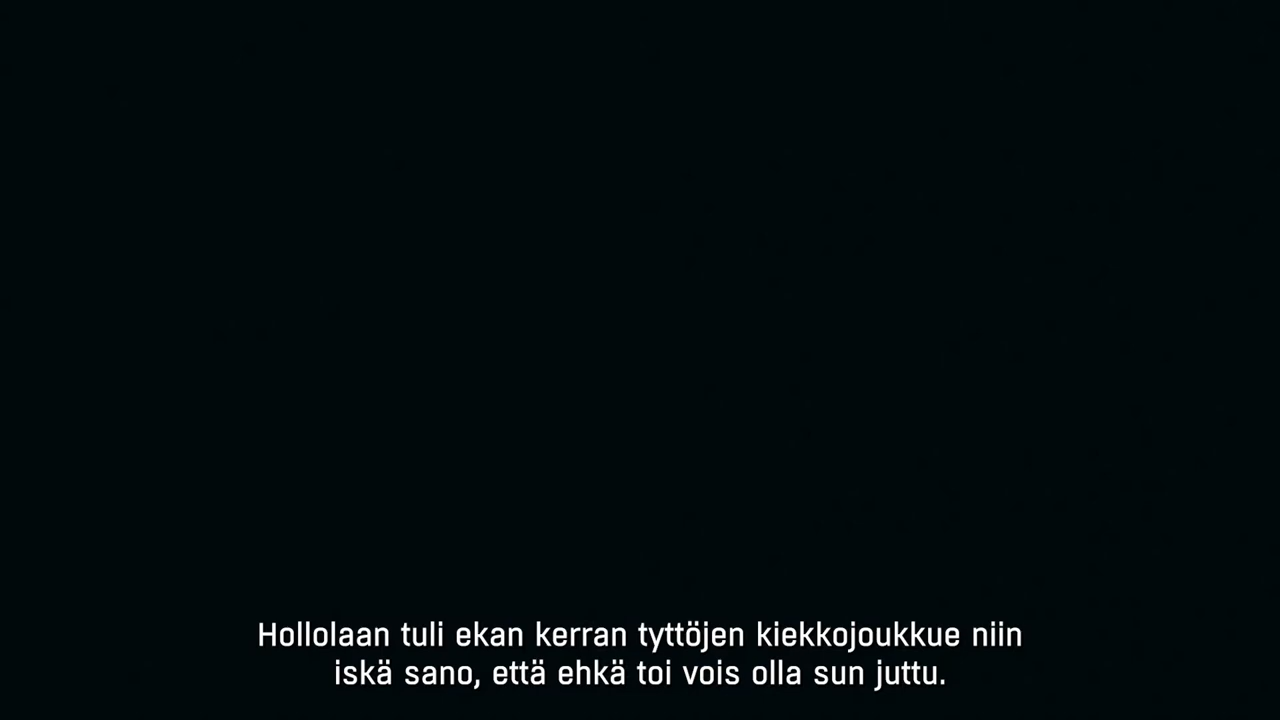 Hollolaan tuli ekan kerran tyttöjen kiekkojoukkue niin
iskä sano, että ehkä toi vois olla sun juttu.